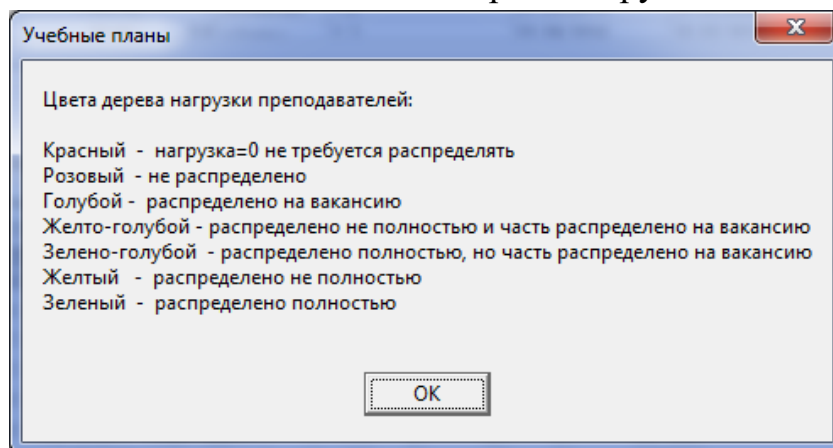 Учебные планы
Цвета дерева нагрузки преподавателей:
Красный - нагрузка=0 не требуется распределять
Розовый - не распределено
Голубой - распределено на вакансию
Желто-голубой - распределено не полностью и часть распределено на вакансию
Зелено-голубой - распределено полностью, но часть распределено на вакансию
Желтый - распределено не полностью
Зеленый - распределено полностью
ОК